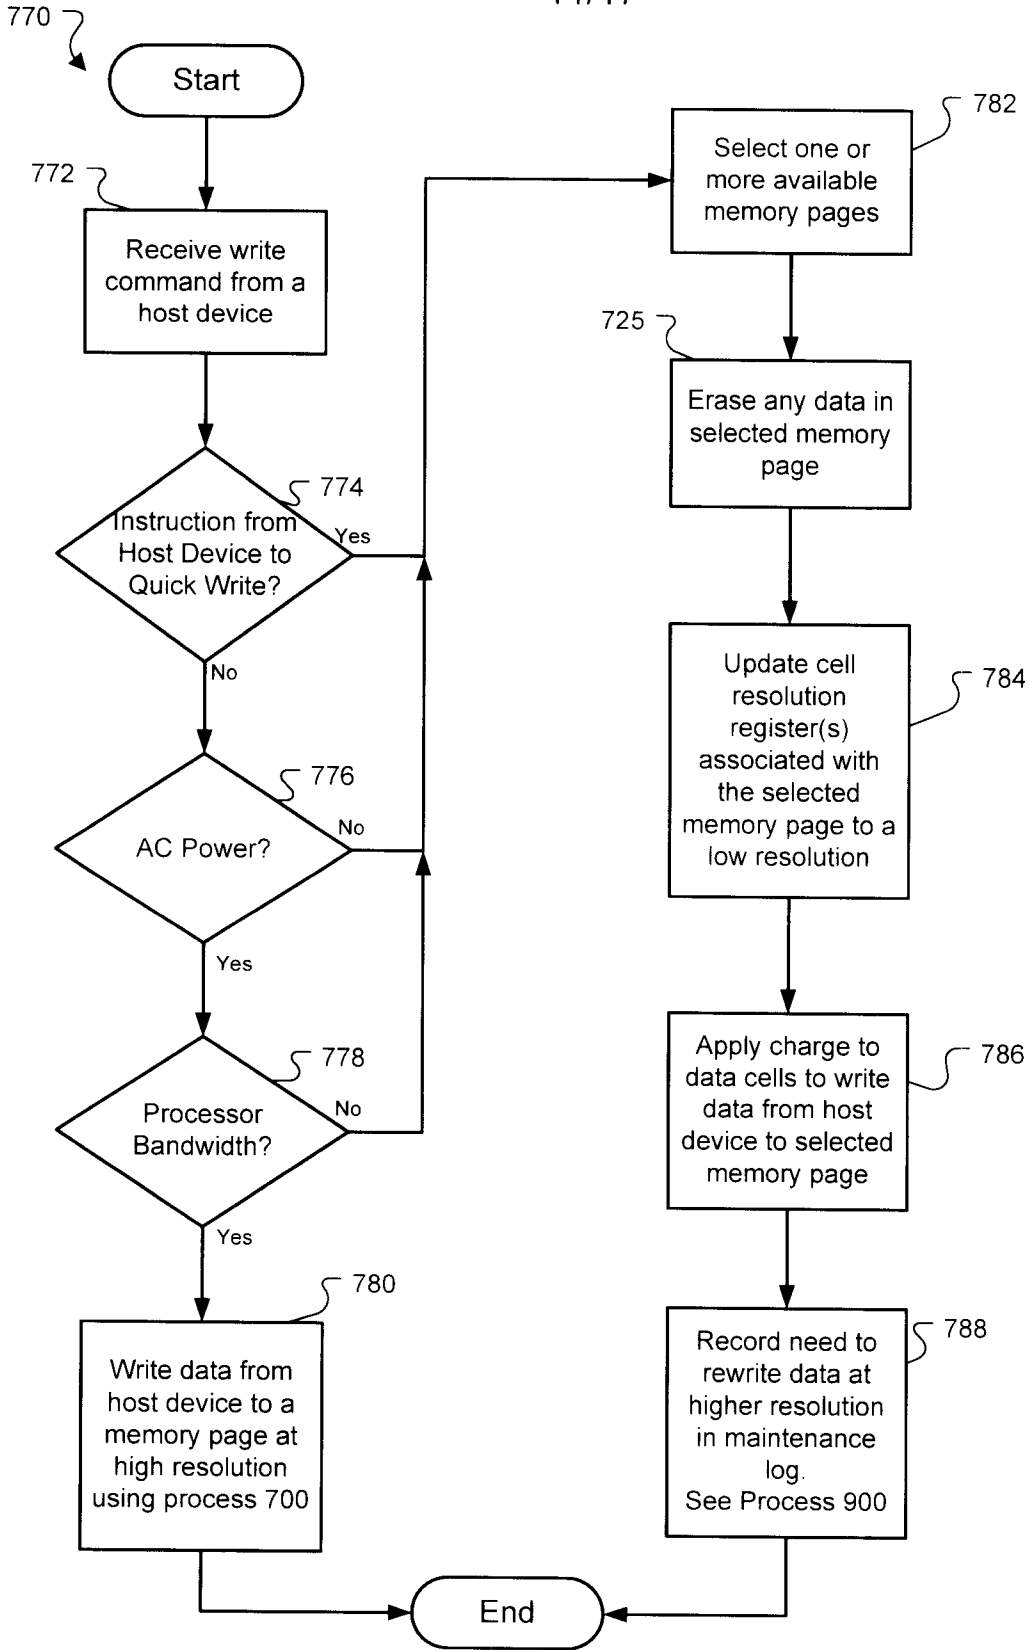 770
Start
772
Receive write
command from a
host device
774
Instruction from
Host Device to
Quick Write?
Yes
No
776
AC Power?
No
Yes
778
Processor
Bandwidth?
No
Yes
780
Write data from
host device to a
memory page at
high resolution
using process 700
782
Select one or
more available
memory pages
725
Erase any data in
selected memory
page
784
Update cell
resolution
register(s)
associated with
the selected
memory page to a
low resolution
786
Apply charge to
data cells to write
data from host
device to selected
memory page
788
Record need to
rewrite data at
higher resolution
in maintenance
log.
See Process 900
End